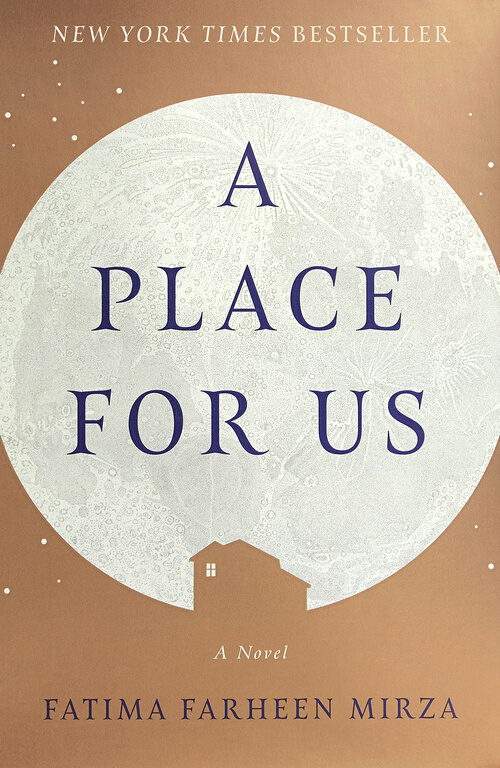 NEW YORK TIMES BESTSELLER
A
PLACE
FOR US
A Novel
FATIMA FARHEEN MIRZA